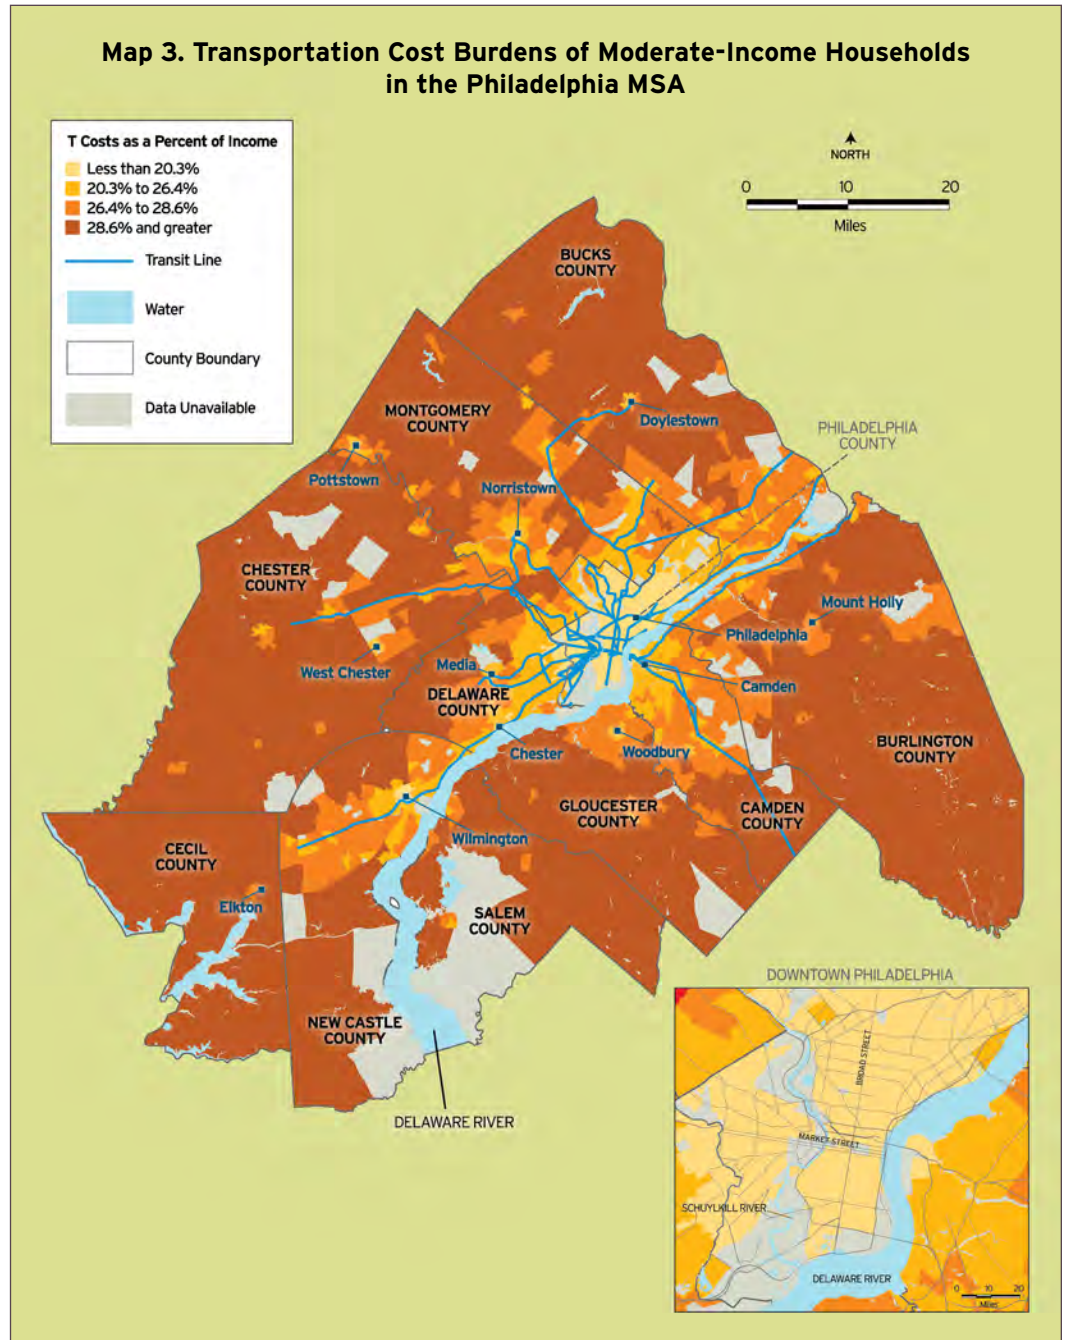 Map 3. Transportation Cost Burdens of Moderate-Income Households
in the Philadelphia MSA
T Costs as a Percent of Income
Less than 20.3%
20.3% to 26.4%
26.4% to 28.6%
28.6% and greater
Transit Line
Water
County Boundary
Data Unavailable
NORTH
0 10 20
Miles
BUCKS
COUNTY
MONTGOMERY
COUNTY
Doylestown
PHILADELPHIA
COUNTY
Pottstown
Norristown
CHESTER
COUNTY
Mount Holly
Philadelphia
West Chester
Media
Camden
DELAWARE
COUNTY
Chester
Woodbury
BURLINGTON
COUNTY
GLOUCESTER
COUNTY
CAMDEN
COUNTY
Wilmington
CECIL
COUNTY
Elkton
SALEM
COUNTY
NEW CASTLE
COUNTY
DELAWARE RIVER
DOWNTOWN PHILADELPHIA
BROAD STREET
MARKET STREET
SCHUYLKILL RIVER
DELAWARE RIVER
0 10 20
Miles